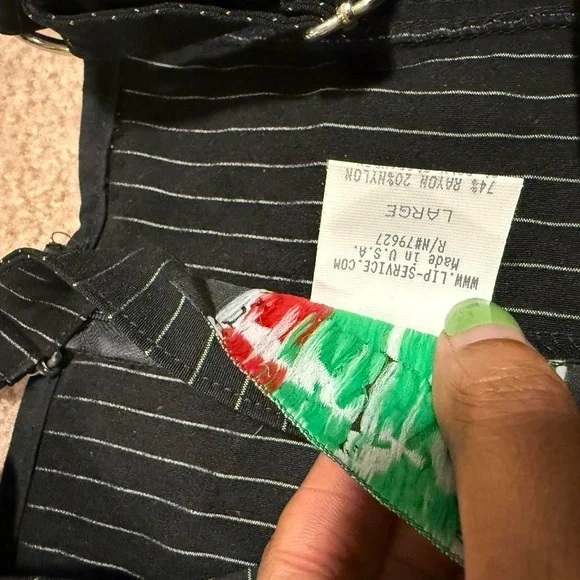 WWW.LIP-SERVICE.COM
Made in U.S.A.
R/N#79627
LARGE
74% RAYON 20%NYLON